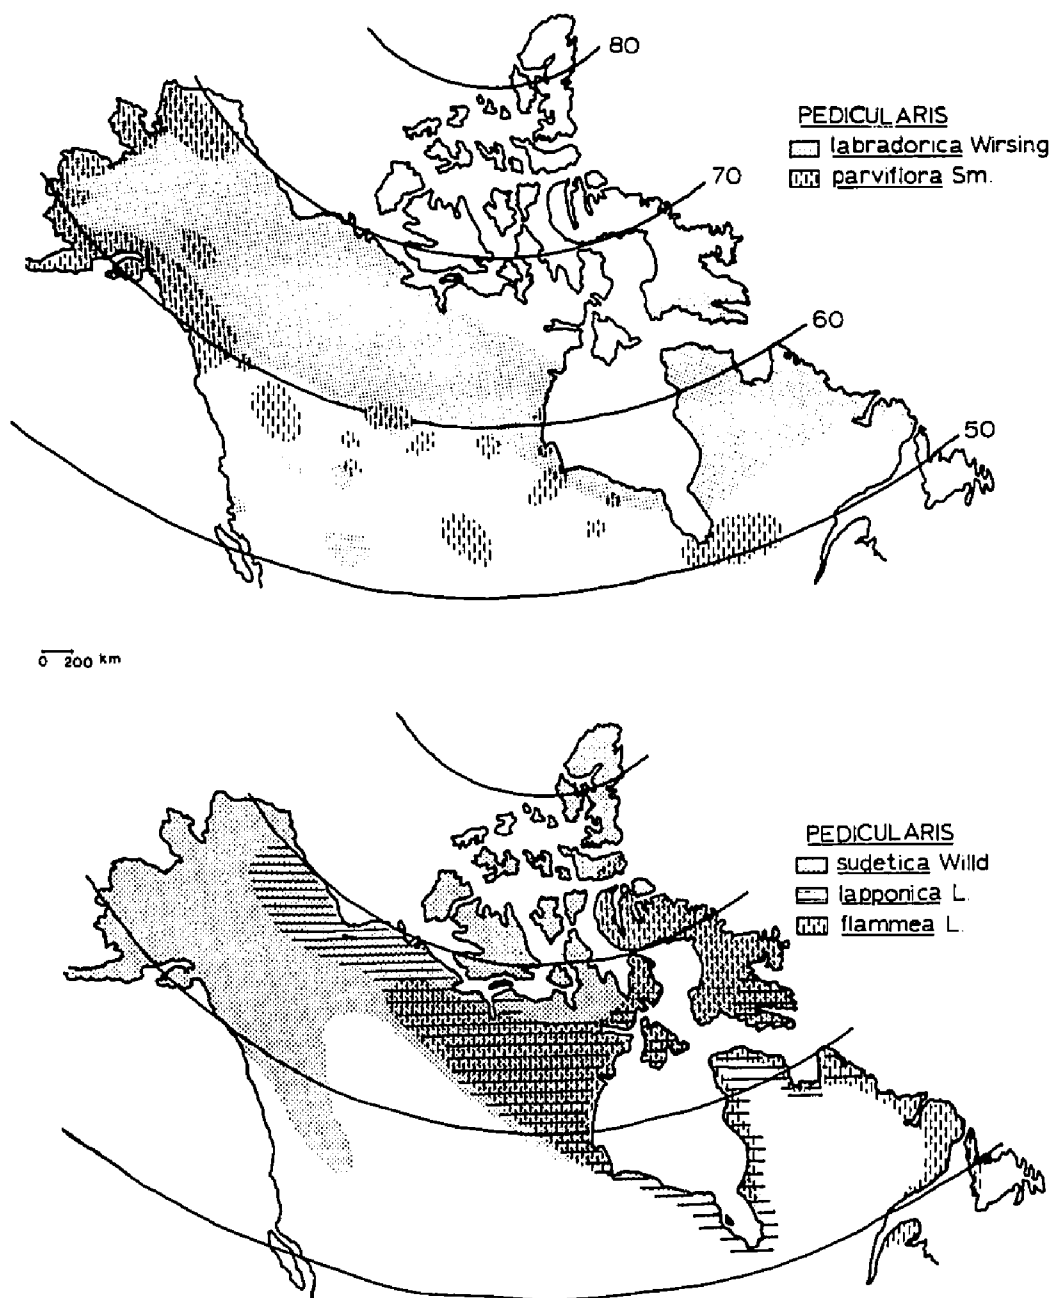 80
PEDICULARIS
labradorica Wirsing
parviflora Sm.
70
60
50
0 200 km
PEDICULARIS
sudetica Willd
lapponica L.
flammea L.